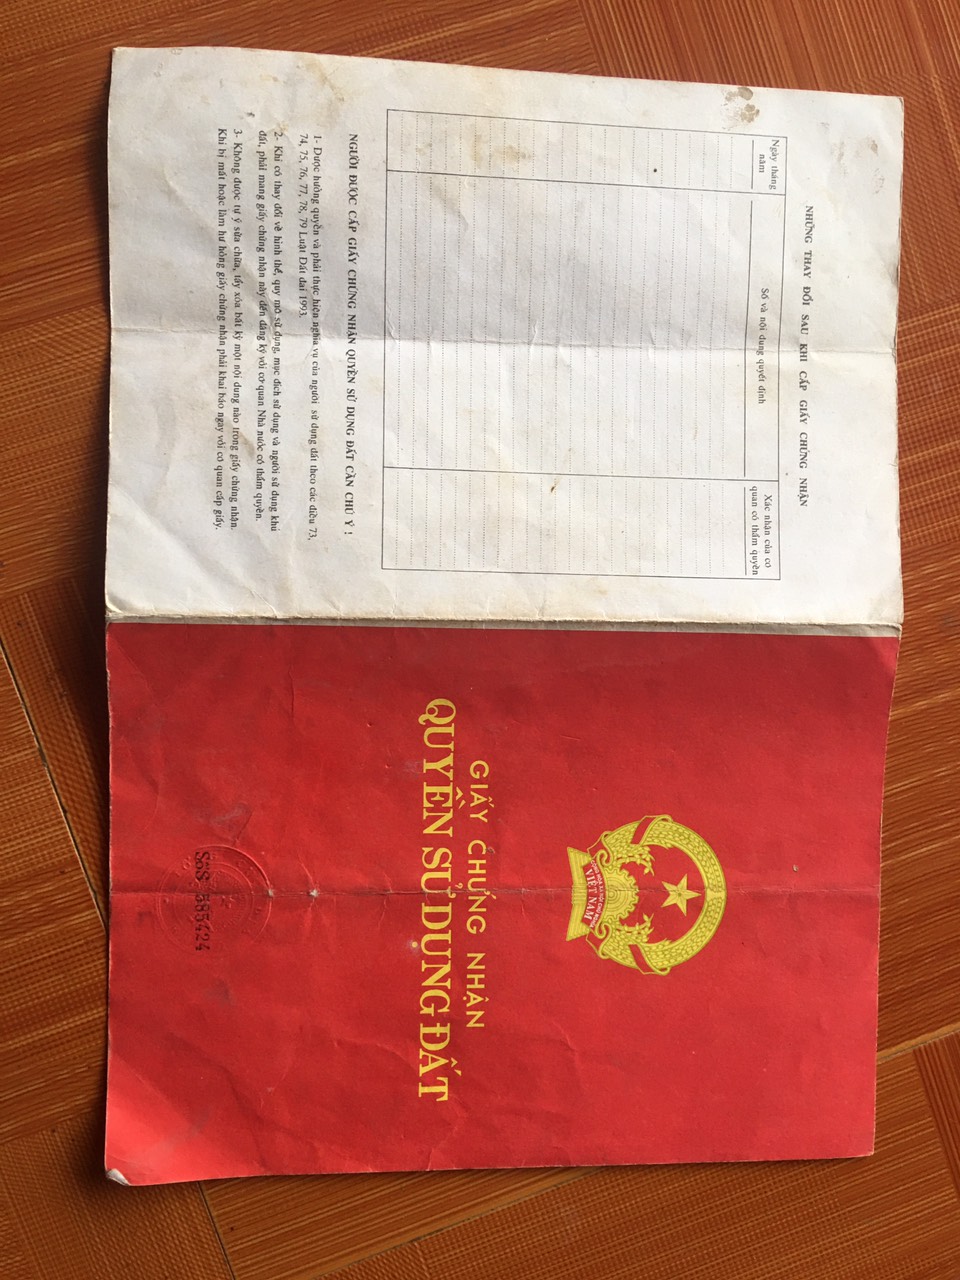 NHỮNG THAY ĐỔI SAU KHI CẤP GIẤY CHỨNG NHẬN
Ngày tháng năm
Số và nội dung quyết định
Xác nhận của cơ quan có thẩm quyền
NGƯỜI ĐƯỢC CẤP GIẤY CHỨNG NHẬN QUYỀN SỬ DỤNG ĐẤT CẦN CHÚ Ý !
1- Được hưởng quyền và phải thực hiện nghĩa vụ của người sử dụng đất theo các điều 73,
74, 75, 76, 77, 78, 79 Luật Đất đai 1993.
2- Khi có thay đổi về hình thể, quy mô sử dụng, mục đích sử dụng và người sử dụng khu
đất, phải mang giấy chứng nhận này đến đăng ký với cơ quan Nhà nước có thẩm quyền.
3- Không được tự ý sửa chữa, tẩy xóa bất kỳ một nội dung nào trong giấy chứng nhận.
Khi bị mất hoặc làm hư hỏng giấy chứng nhận phải khai báo ngay với cơ quan cấp giấy.
CỘNG HÒA XÃ HỘI CHỦ NGHĨA
VIỆT NAM
GIẤY CHỨNG NHẬN
QUYỀN SỬ DỤNG ĐẤT
Số S 585424